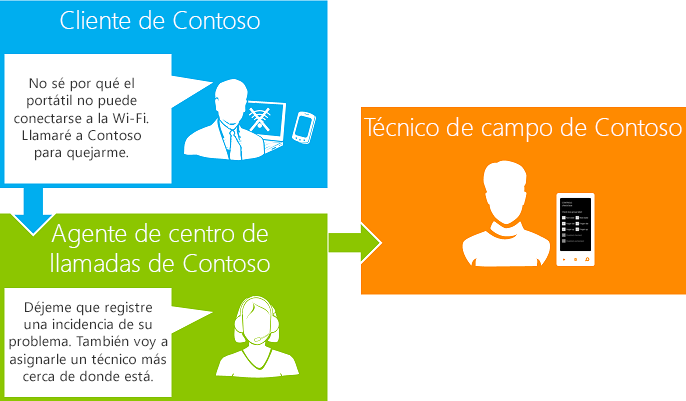 Cliente de Contoso
No sé por qué el
portátil no puede
conectarse a la Wi-Fi.
Llamaré a Contoso
para quejarme.
Agente de centro de
llamadas de Contoso
Déjeme que registre
una incidencia de su
problema. También voy a
asignarle un técnico más
cerca de donde está.
Técnico de campo de Contoso